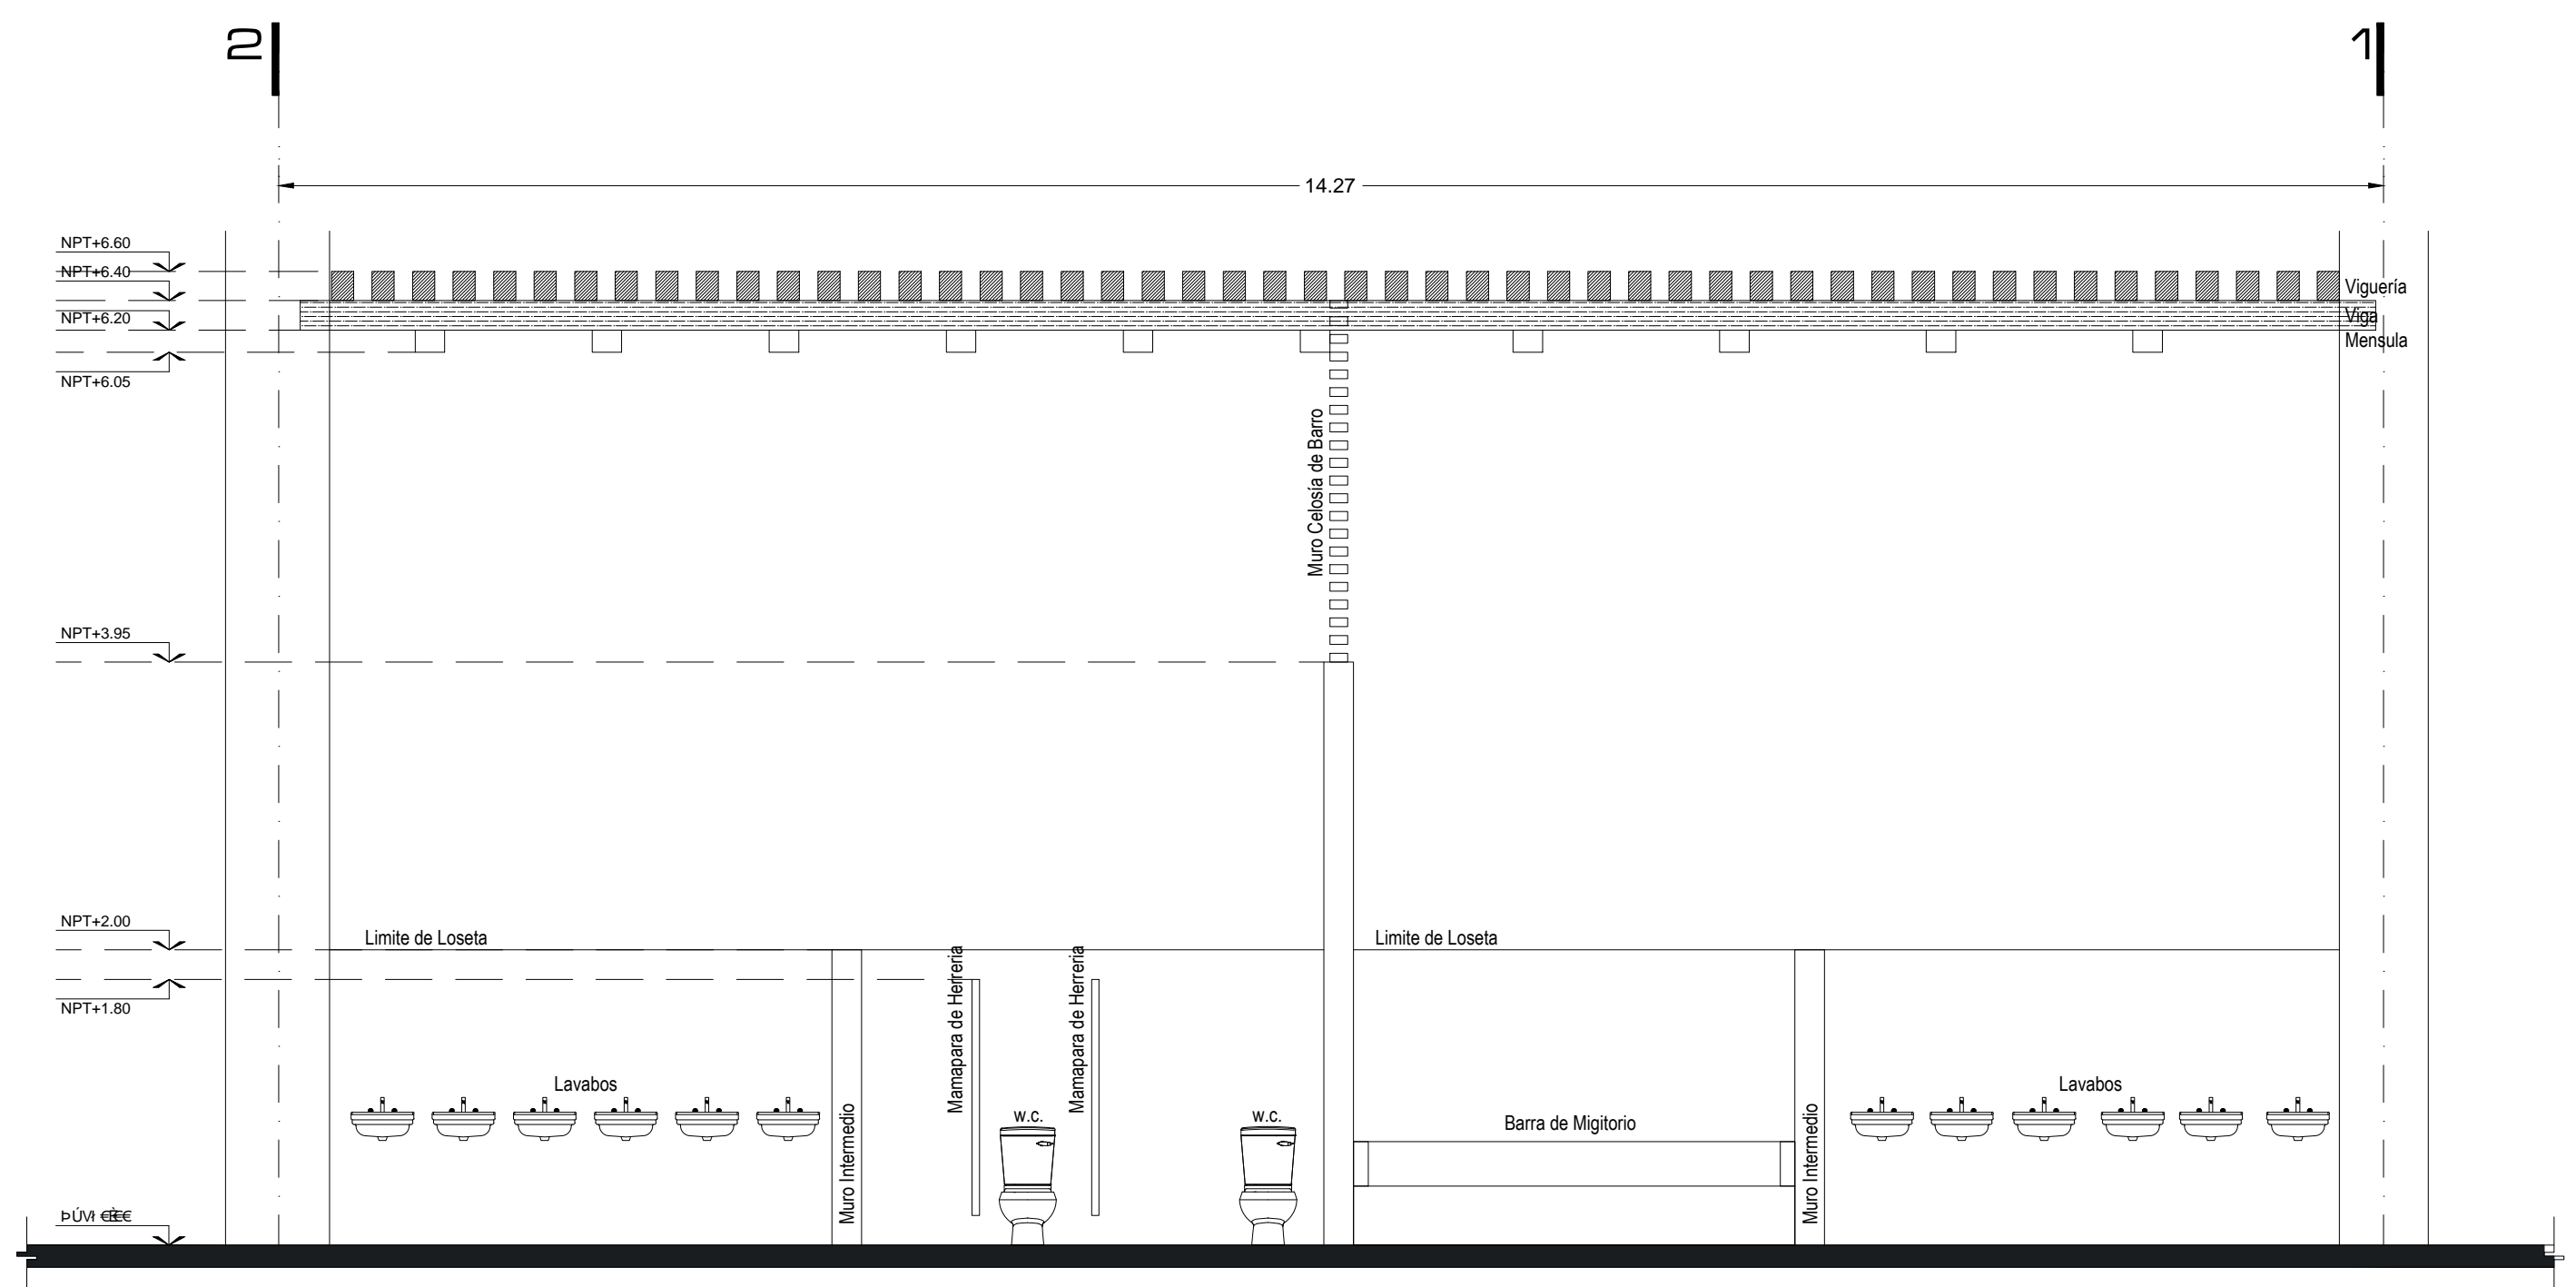 2
1
14.27
NPT+6.60
NPT+6.40
NPT+6.20
NPT+6.05
Viguería
Viga
Mensula
Muro Celosía de Barro
NPT+3.95
NPT+2.00
NPT+1.80
Limite de Loseta
Limite de Loseta
Mamapara de Herreria
Mamapara de Herreria
Lavabos
Lavabos
w.c.
w.c.
Barra de Migitorio
Muro Intermedio
Muro Intermedio